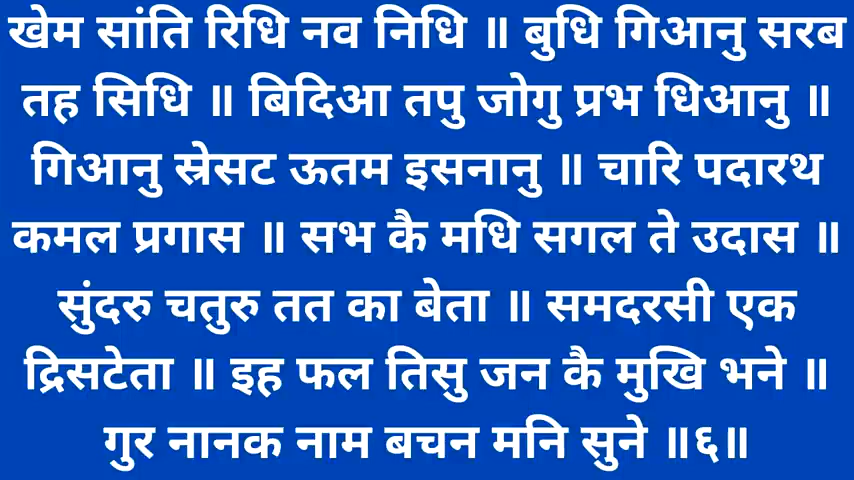 खेम सांति रिधि नव निधि ॥ बुधि गिआनु सरब
तह सिधि ॥ बिदिआ तपु जोगु प्रभ धिआनु ॥
गिआनु स्रेसट ऊतम इसनानु ॥ चारि पदारथ
कमल प्रगास ॥ सभ कै मधि सगल ते उदास ॥
सुंदरु चतुरु तत का बेता ॥ समदरसी एक
द्रिसटेता ॥ इह फल तिसु जन कै मुखि भने ॥
गुर नानक नाम बचन मनि सुने ॥६॥